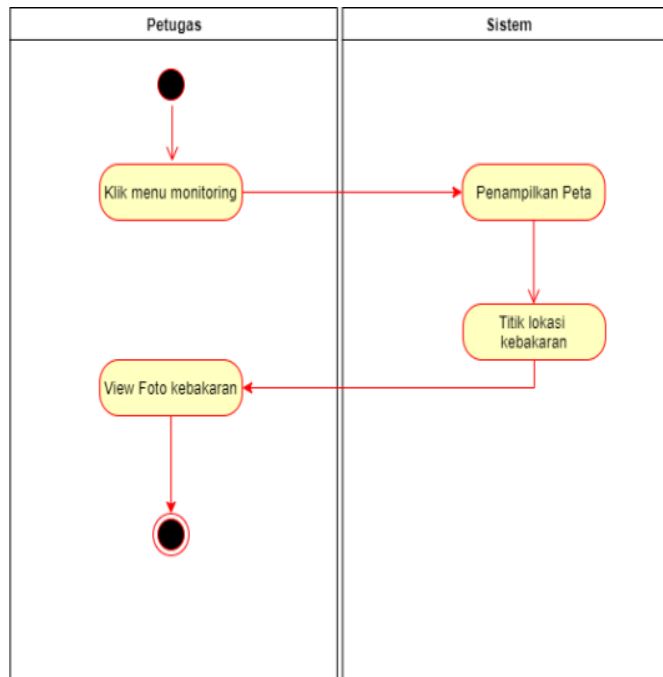 Petugas
Sistem
Klik menu monitoring
Penampilkan Peta
Titik lokasi
kebakaran
View Foto kebakaran